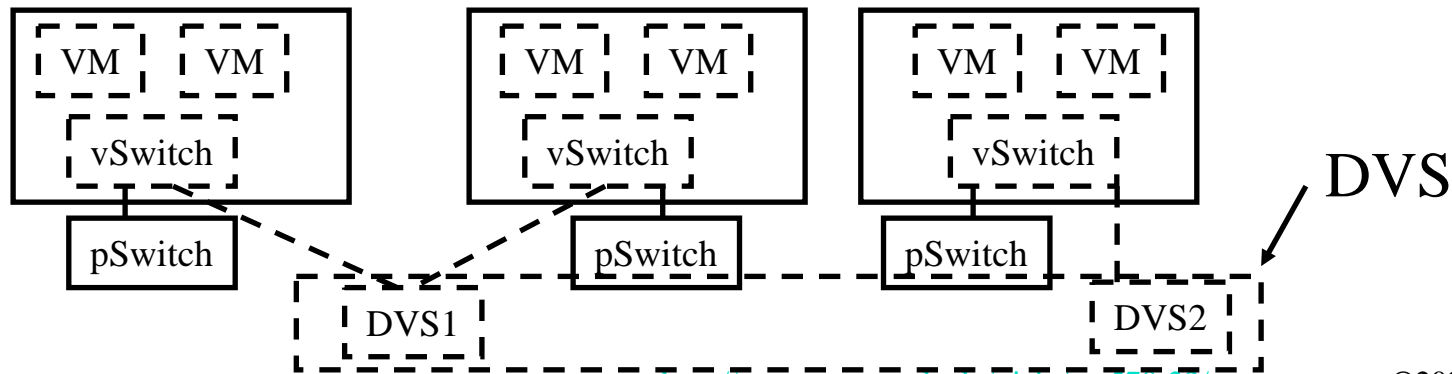 VM VM VM VM VM VM
vSwitch vSwitch vSwitch
DVS
pSwitch pSwitch pSwitch
DVS1 DVS2